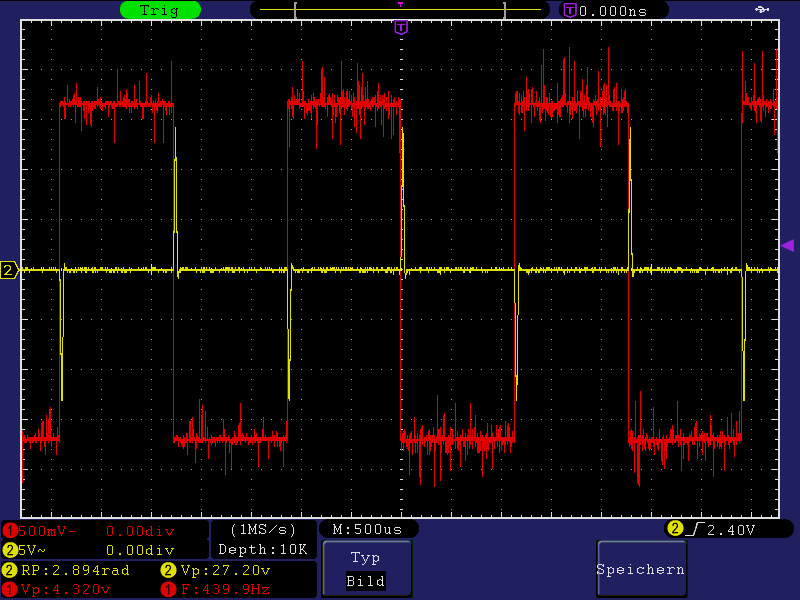 Trig T 0.000ns
T
2
1 500mV- 0.00div (1MS/s) M:500us 2 2.40V
2 5V~ 0.00div Depth:10K
2 RP:2.894rad 2 Vp:27.20v Typ Speichern
1 Vp:4.320v 1 F:439.9Hz Bild